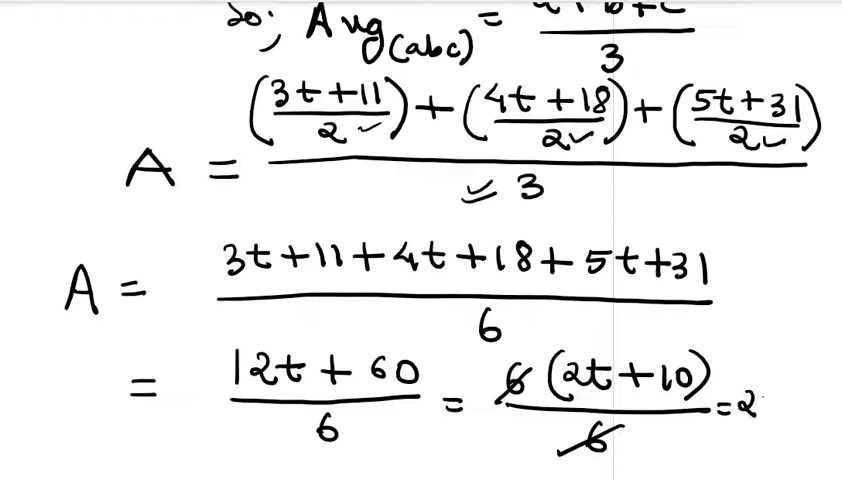 so; Avg(abc) = a+b+c / 3
A = ((3t+11)/2) + ((4t+18)/2) + ((5t+31)/2) / 3
A = 3t+11+4t+18+5t+31 / 6
= 12t+60 / 6 = 6(2t+10) / 6 = 2